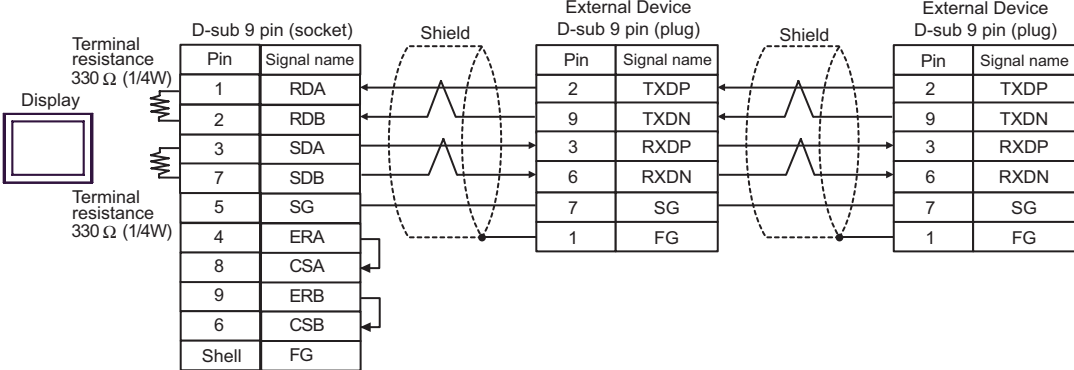 Display
Terminal
resistance
330 Ω (1/4W)
Terminal
resistance
330 Ω (1/4W)
D-sub 9 pin (socket)
Pin Signal name
1 RDA
2 RDB
3 SDA
7 SDB
5 SG
4 ERA
8 CSA
9 ERB
6 CSB
Shell FG
Shield
External Device
D-sub 9 pin (plug)
Pin Signal name
2 TXDP
9 TXDN
3 RXDP
6 RXDN
7 SG
1 FG
Shield
External Device
D-sub 9 pin (plug)
Pin Signal name
2 TXDP
9 TXDN
3 RXDP
6 RXDN
7 SG
1 FG